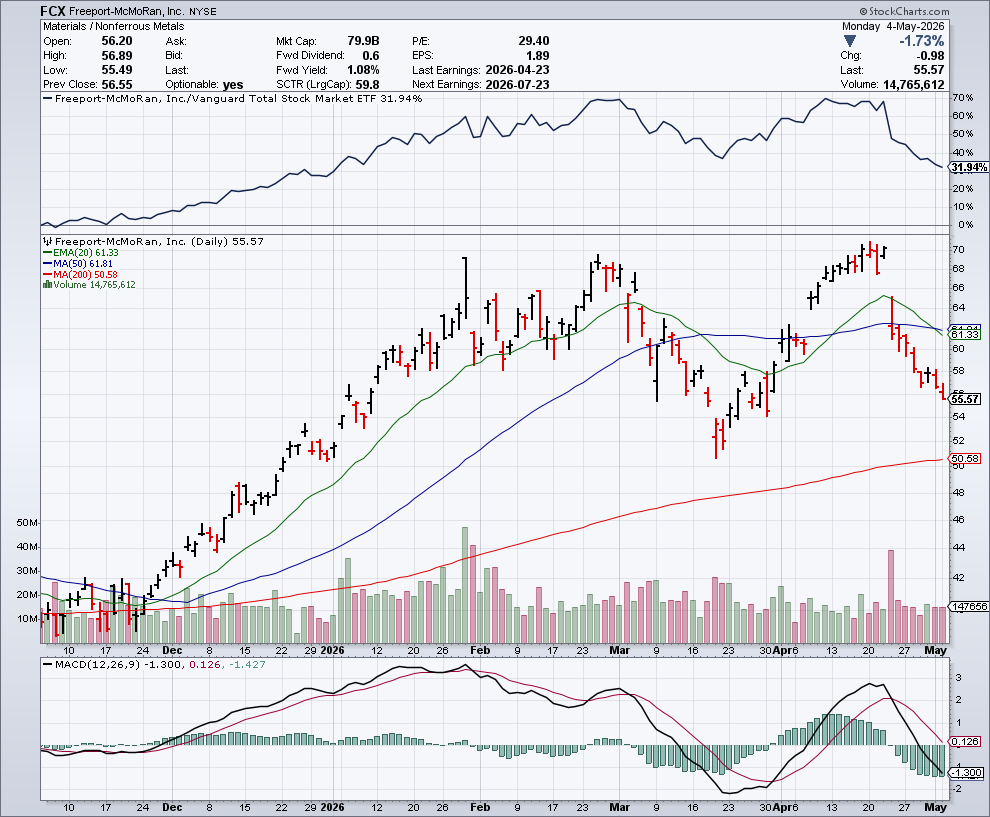 FCX Freeport-McMoRan, Inc. NYSE
© StockCharts.com
Materials / Nonferrous Metals
Monday 4-May-2026
Open: 56.20 Ask: Mkt Cap: 79.9B P/E: 29.40 -1.73%
High: 56.89 Bid: Fwd Dividend: 0.6 EPS: 1.89 Chg: -0.98
Low: 55.49 Last: Fwd Yield: 1.08% Last Earnings: 2026-04-23 Last: 55.57
Prev Close: 56.55 Optionable: yes SCTR (LrgCap): 59.8 Next Earnings: 2026-07-23 Volume: 14,765,612
Freeport-McMoRan, Inc./Vanguard Total Stock Market ETF 31.94%
70%
60%
50%
40%
31.94%
20%
10%
0%
Freeport-McMoRan, Inc. (Daily) 55.57
EMA(20) 61.33
MA(50) 61.81
MA(200) 50.58
Volume 14,765,612
70
68
66
64
61.33
60
58
55.57
54
52
50.58
50
48
46
44
42
147656
50M
40M
30M
20M
10M
10 17 24 Dec 8 15 22 29 2026 12 20 26 Feb 9 17 23 Mar 9 16 23 30 Apr 6 13 20 27 May
MACD(12,26,9) -1.300, 0.126, -1.427
3
2
1
0.126
-1.300
-2
10 17 24 Dec 8 15 22 29 2026 12 20 26 Feb 9 17 23 Mar 9 16 23 30 Apr 6 13 20 27 May